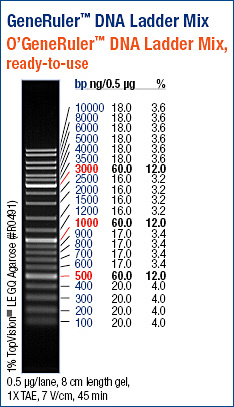 GeneRuler™ DNA Ladder Mix
O'GeneRuler™ DNA Ladder Mix,
ready-to-use
bp ng/0.5 µg %
10000 18.0 3.6
8000 18.0 3.6
6000 18.0 3.6
5000 18.0 3.6
4000 18.0 3.6
3500 18.0 3.6
3000 60.0 12.0
2500 16.0 3.2
2000 16.0 3.2
1500 16.0 3.2
1200 16.0 3.2
1000 60.0 12.0
900 17.0 3.4
800 17.0 3.4
700 17.0 3.4
600 17.0 3.4
500 60.0 12.0
400 20.0 4.0
300 20.0 4.0
200 20.0 4.0
100 20.0 4.0
1% TopVision™ LE GQ Agarose (#R0491)
0.5 µg/lane, 8 cm length gel,
1X TAE, 7 V/cm, 45 min